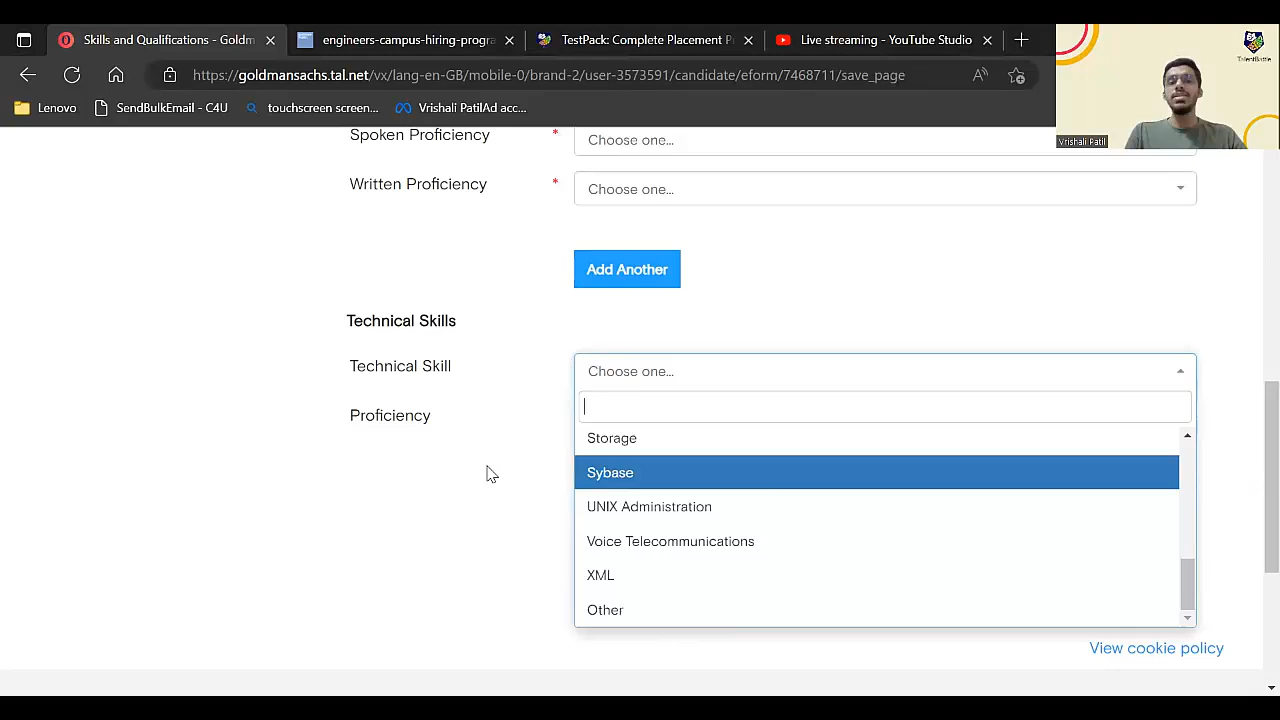 Skills and Qualifications - Goldm
engineers-campus-hiring-progra
TestPack: Complete Placement P
Live streaming - YouTube Studio
https://goldmansachs.tal.net/vx/lang-en-GB/mobile-0/brand-2/user-3573591/candidate/eform/7468711/save_page
Lenovo
SendBulkEmail - C4U
touchscreen screen...
Vrishali PatilAd acc...
TalentBattle
Vrishali Patil
Spoken Proficiency *
Choose one...
Written Proficiency *
Choose one...
Add Another
Technical Skills
Technical Skill
Choose one...
Proficiency
Storage
Sybase
UNIX Administration
Voice Telecommunications
XML
Other
View cookie policy